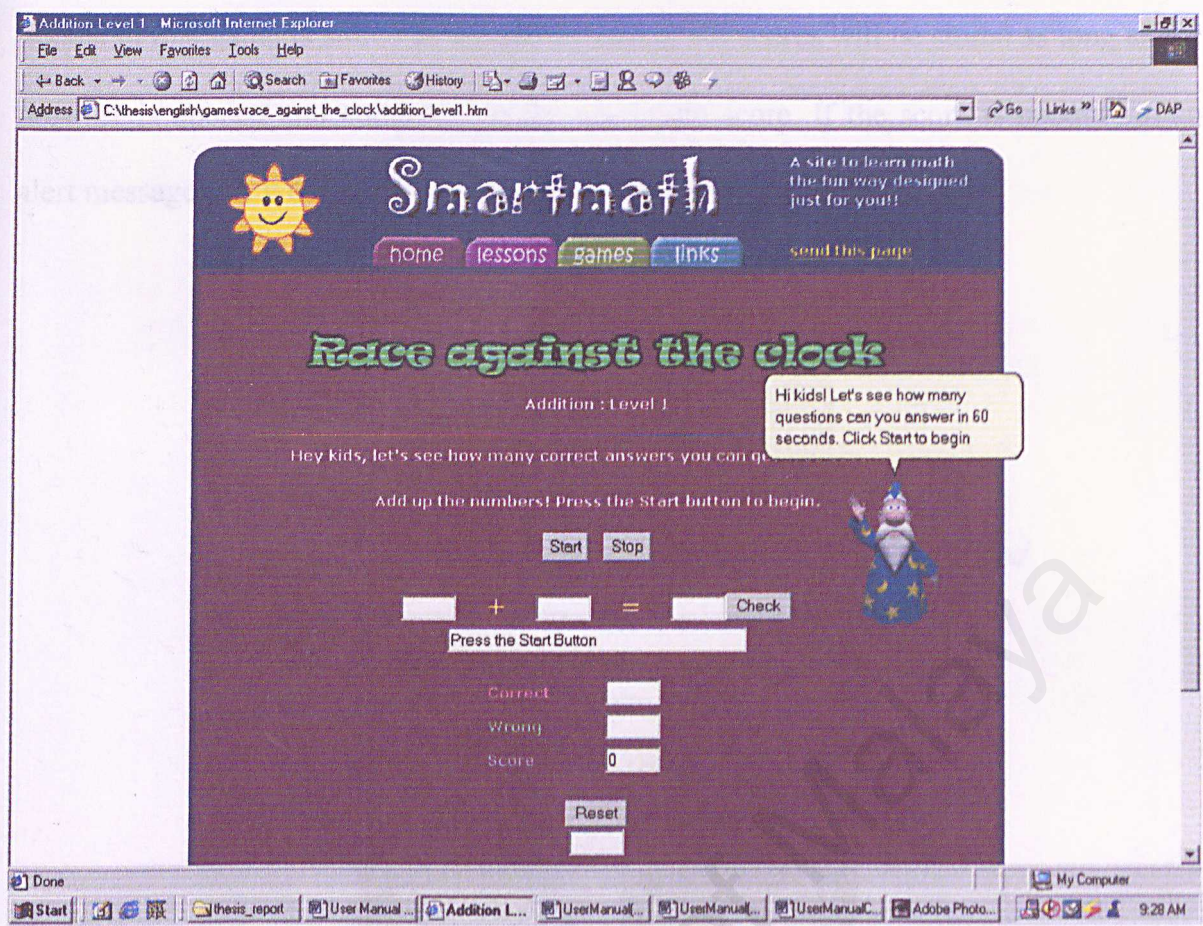 Addition Level 1 - Microsoft Internet Explorer
File Edit View Favorites Tools Help
Back Search Favorites History
Address C:\thesis\english\games\race_against_the_clock\addition_level1.htm Go Links » DAP
alert message
Smartmath
A site to learn math
the fun way designed
just for you!!
home lessons games links
send this page
Race against the clock
Addition : Level 1
Hi kids! Let's see how many
questions can you answer in 60
seconds. Click Start to begin
Hey kids, let's see how many correct answers you can
Add up the numbers! Press the Start button to begin.
Start Stop
+ = Check
Press the Start Button
Correct
Wrong
Score 0
Reset
Malaya
Done My Computer
Start thesis_report User Manual ... Addition L... UserManual(... UserManual(... UserManualC... Adobe Photo... 9:28 AM